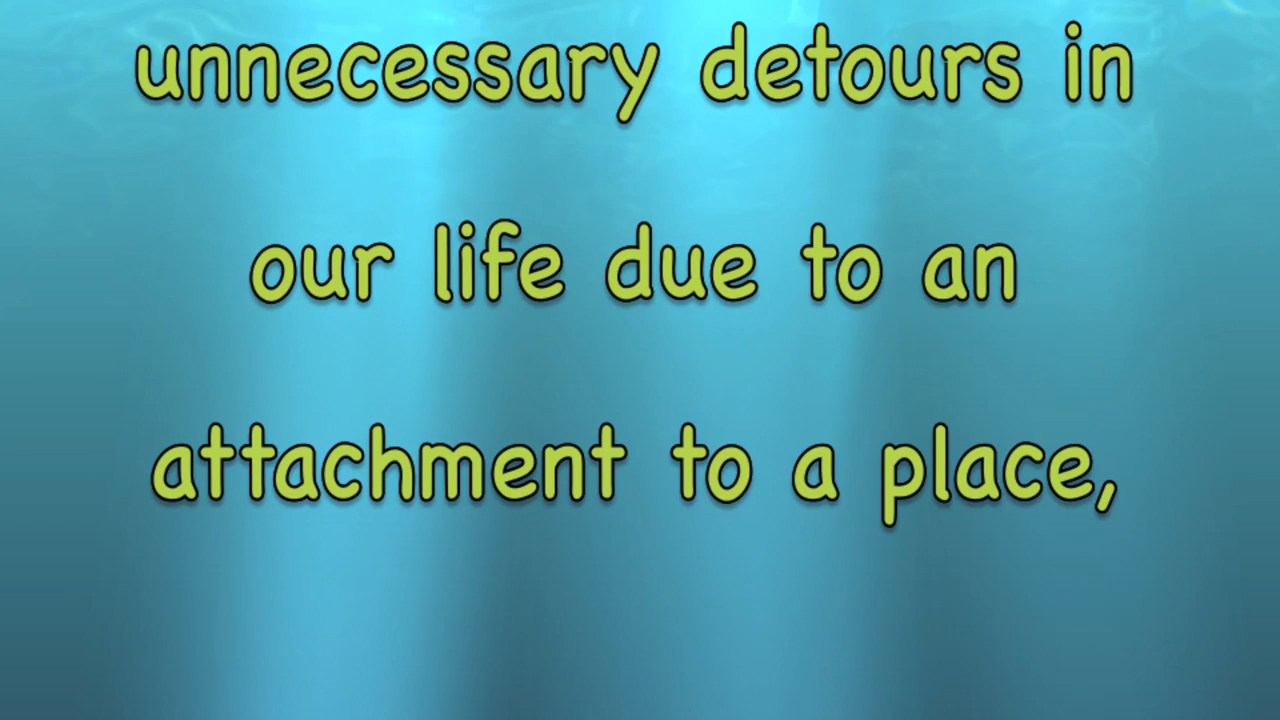 unnecessary detours in
our life due to an
attachment to a place,